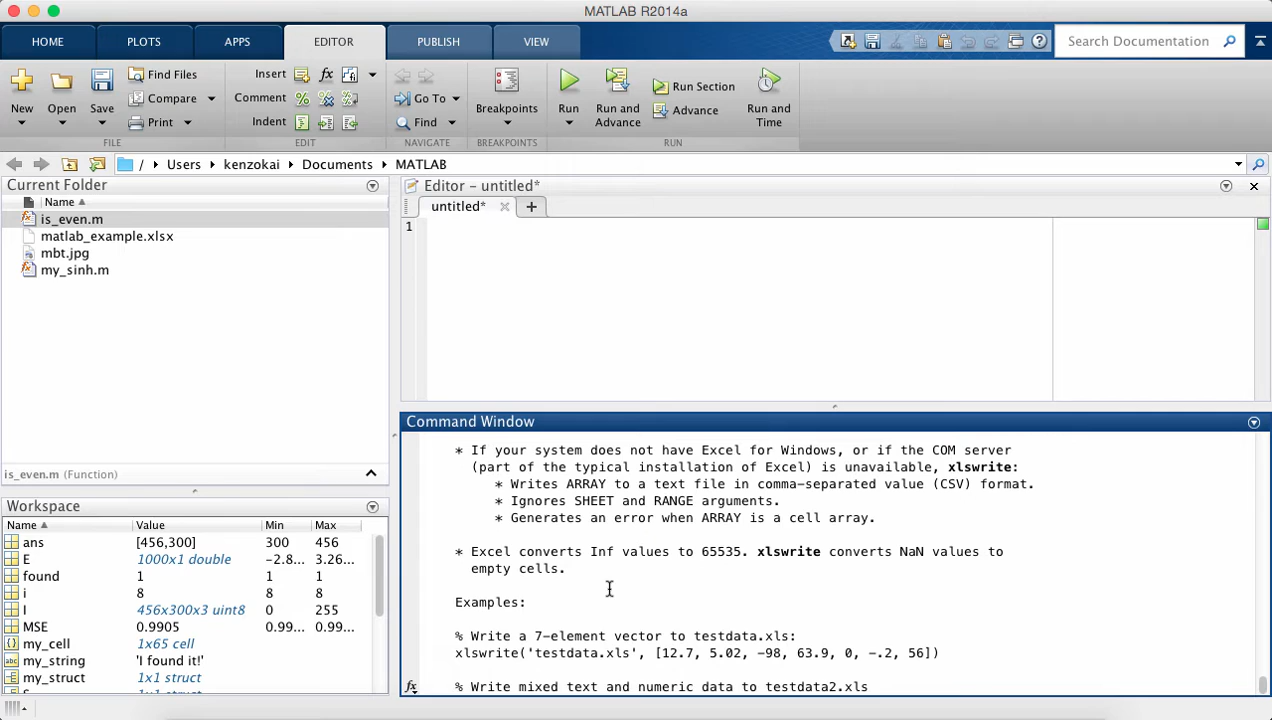 MATLAB R2014a
HOME PLOTS APPS EDITOR PUBLISH VIEW Search Documentation
New Open Save Find Files Compare Print Insert Comment Indent Go To Find Breakpoints Run Run and Advance Run Section Advance Run and Time
FILE EDIT NAVIGATE BREAKPOINTS RUN
/ Users kenzokai Documents MATLAB
Current Folder
Name
is_even.m
matlab_example.xlsx
mbt.jpg
my_sinh.m
is_even.m (Function)
Workspace
Name Value Min Max
ans [456,300] 300 456
E 1000x1 double -2.8... 3.26...
found 1 1 1
i 8 8 8
I 456x300x3 uint8 0 255
MSE 0.9905 0.99... 0.99...
my_cell 1x65 cell
my_string 'I found it!'
my_struct 1x1 struct
Editor – untitled*
untitled*
1
Command Window
* If your system does not have Excel for Windows, or if the COM server
(part of the typical installation of Excel) is unavailable, xlswrite:
* Writes ARRAY to a text file in comma-separated value (CSV) format.
* Ignores SHEET and RANGE arguments.
* Generates an error when ARRAY is a cell array.
* Excel converts Inf values to 65535. xlswrite converts NaN values to
empty cells.
Examples:
% Write a 7-element vector to testdata.xls:
xlswrite('testdata.xls', [12.7, 5.02, -98, 63.9, 0, -.2, 56])
% Write mixed text and numeric data to testdata2.xls
fx